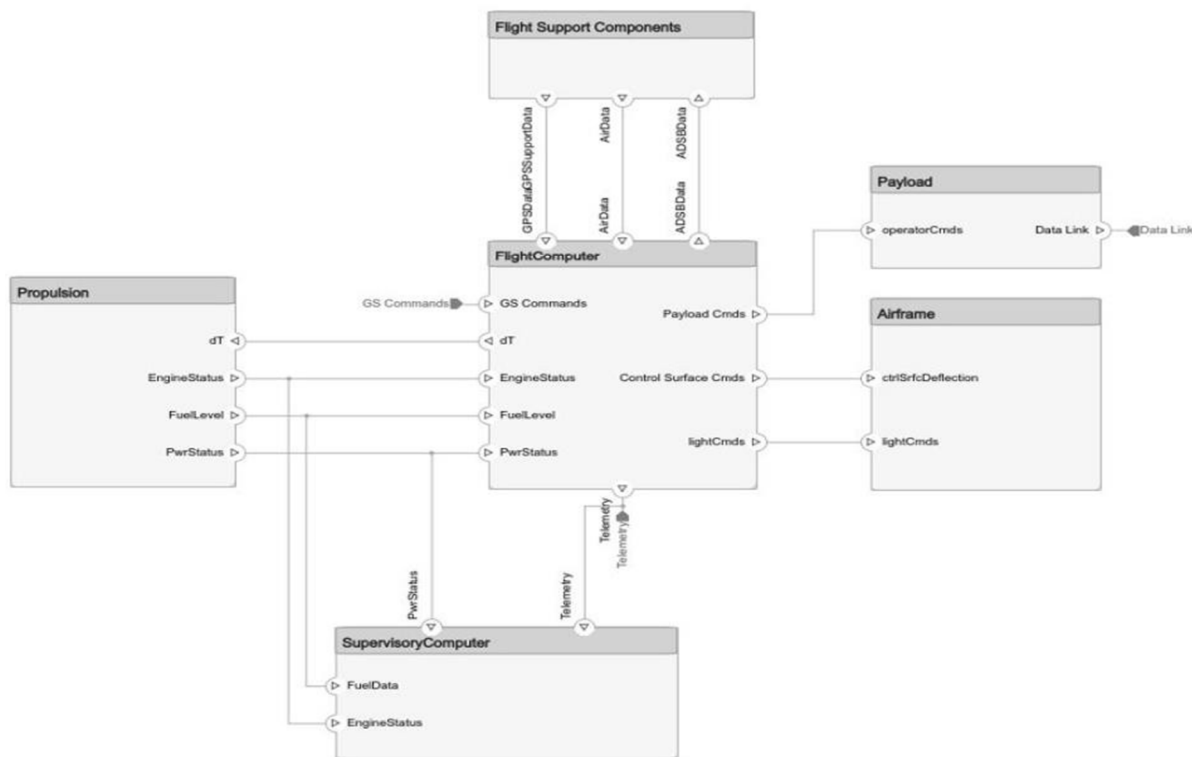 Flight Support Components
GPSSupportData
AirData
ADSBData
GPSData
AirData
ADSBData
Payload
operatorCmds
Data Link
Data Link
FlightComputer
Propulsion
GS Commands
GS Commands
Payload Cmds
Airframe
dT
dT
EngineStatus
EngineStatus
Control Surface Cmds
ctrlSrfcDeflection
FuelLevel
FuelLevel
PwrStatus
PwrStatus
lightCmds
lightCmds
Telemetry
Telemetry
PwrStatus
Telemetry
SupervisoryComputer
FuelData
EngineStatus